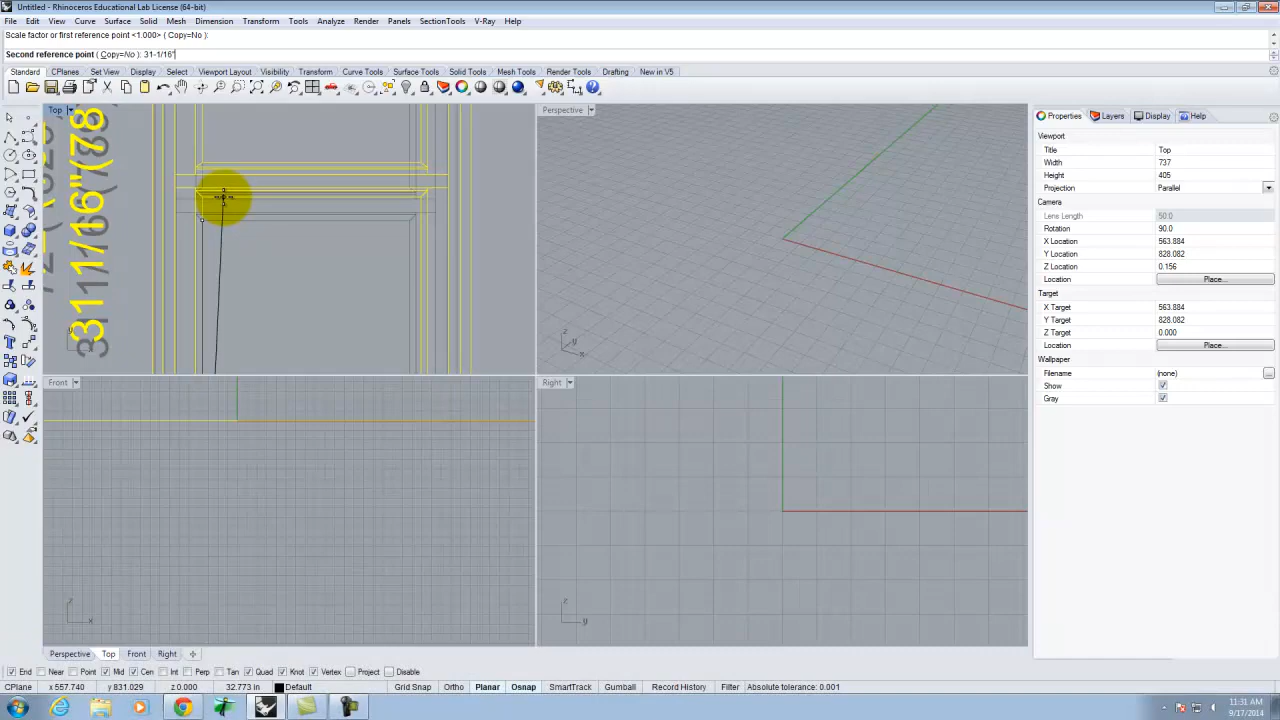 Untitled - Rhinoceros Educational Lab License (64-bit)
File Edit View Curve Surface Solid Mesh Dimension Transform Tools Analyze Render Panels SectionTools V-Ray Help
Scale factor or first reference point <1.000> ( Copy=No ):
Second reference point ( Copy=No ): 31-1/16"
Standard CPlanes Set View Display Select Viewport Layout Visibility Transform Curve Tools Surface Tools Solid Tools Mesh Tools Render Tools Drafting New in V5
Top
Perspective
Properties Layers Display Help
Viewport
Title Top
Width 737
Height 405
Projection Parallel
Camera
Lens Length 50.0
Rotation 90.0
X Location 563.884
Y Location 828.082
Z Location 0.156
Location Place...
Target
X Target 563.884
Y Target 828.082
Z Target 0.000
Location Place...
Wallpaper
Filename (none) ...
Show
Gray
31 1/16"(78
y
x
z
y
x
Front
Right
z
x
z
y
Perspective Top Front Right
End Near Point Mid Cen Int Perp Tan Quad Knot Vertex Project Disable
CPlane x 557.740 y 831.029 z 0.000 32.773 in Default Grid Snap Ortho Planar Osnap SmartTrack Gumball Record History Filter Absolute tolerance: 0.001
11:31 AM
9/17/2014